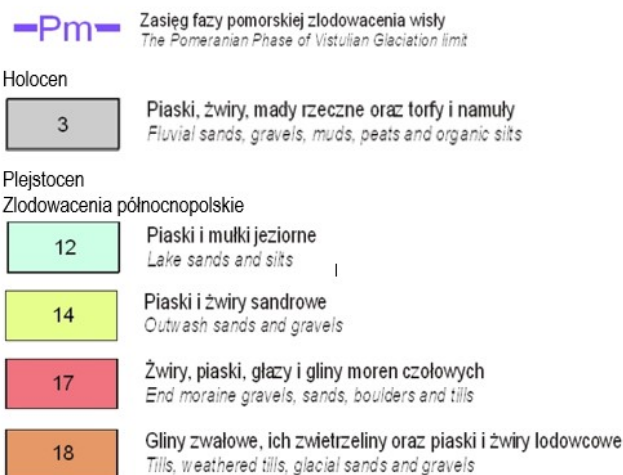 Pm
Zasięg fazy pomorskiej zlodowacenia wisły
The Pomeranian Phase of Vistulian Glaciation limit
Holocen
3
Piaski, żwiry, mady rzeczne oraz torfy i namuły
Fluvial sands, gravels, muds, peats and organic silts
Plejstocen
Zlodowacenia północnopolskie
12
Piaski i mułki jeziorne
Lake sands and silts
14
Piaski i żwiry sandrowe
Outwash sands and gravels
17
Żwiry, piaski, głazy i gliny moren czołowych
End moraine gravels, sands, boulders and tills
18
Gliny zwałowe, ich zwietrzeliny oraz piaski i żwiry lodowcowe
Tills, weathered tills, glacial sands and gravels